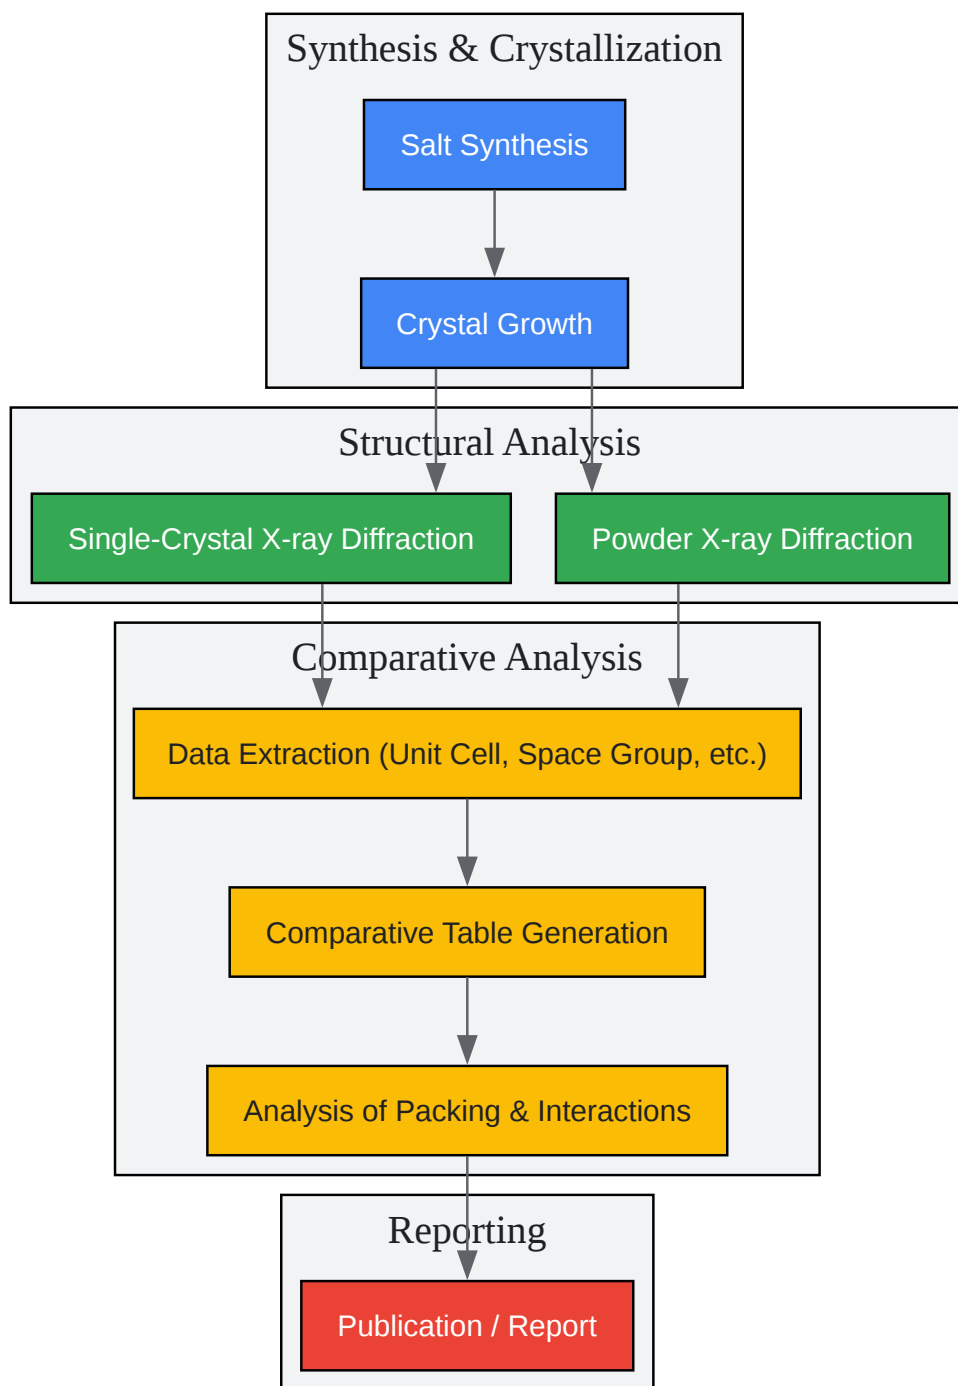 Synthesis & Crystallization
Salt Synthesis
Crystal Growth
Structural Analysis
Single-Crystal X-ray Diffraction
Powder X-ray Diffraction
Comparative Analysis
Data Extraction (Unit Cell, Space Group, etc.)
Comparative Table Generation
Analysis of Packing & Interactions
Reporting
Publication / Report